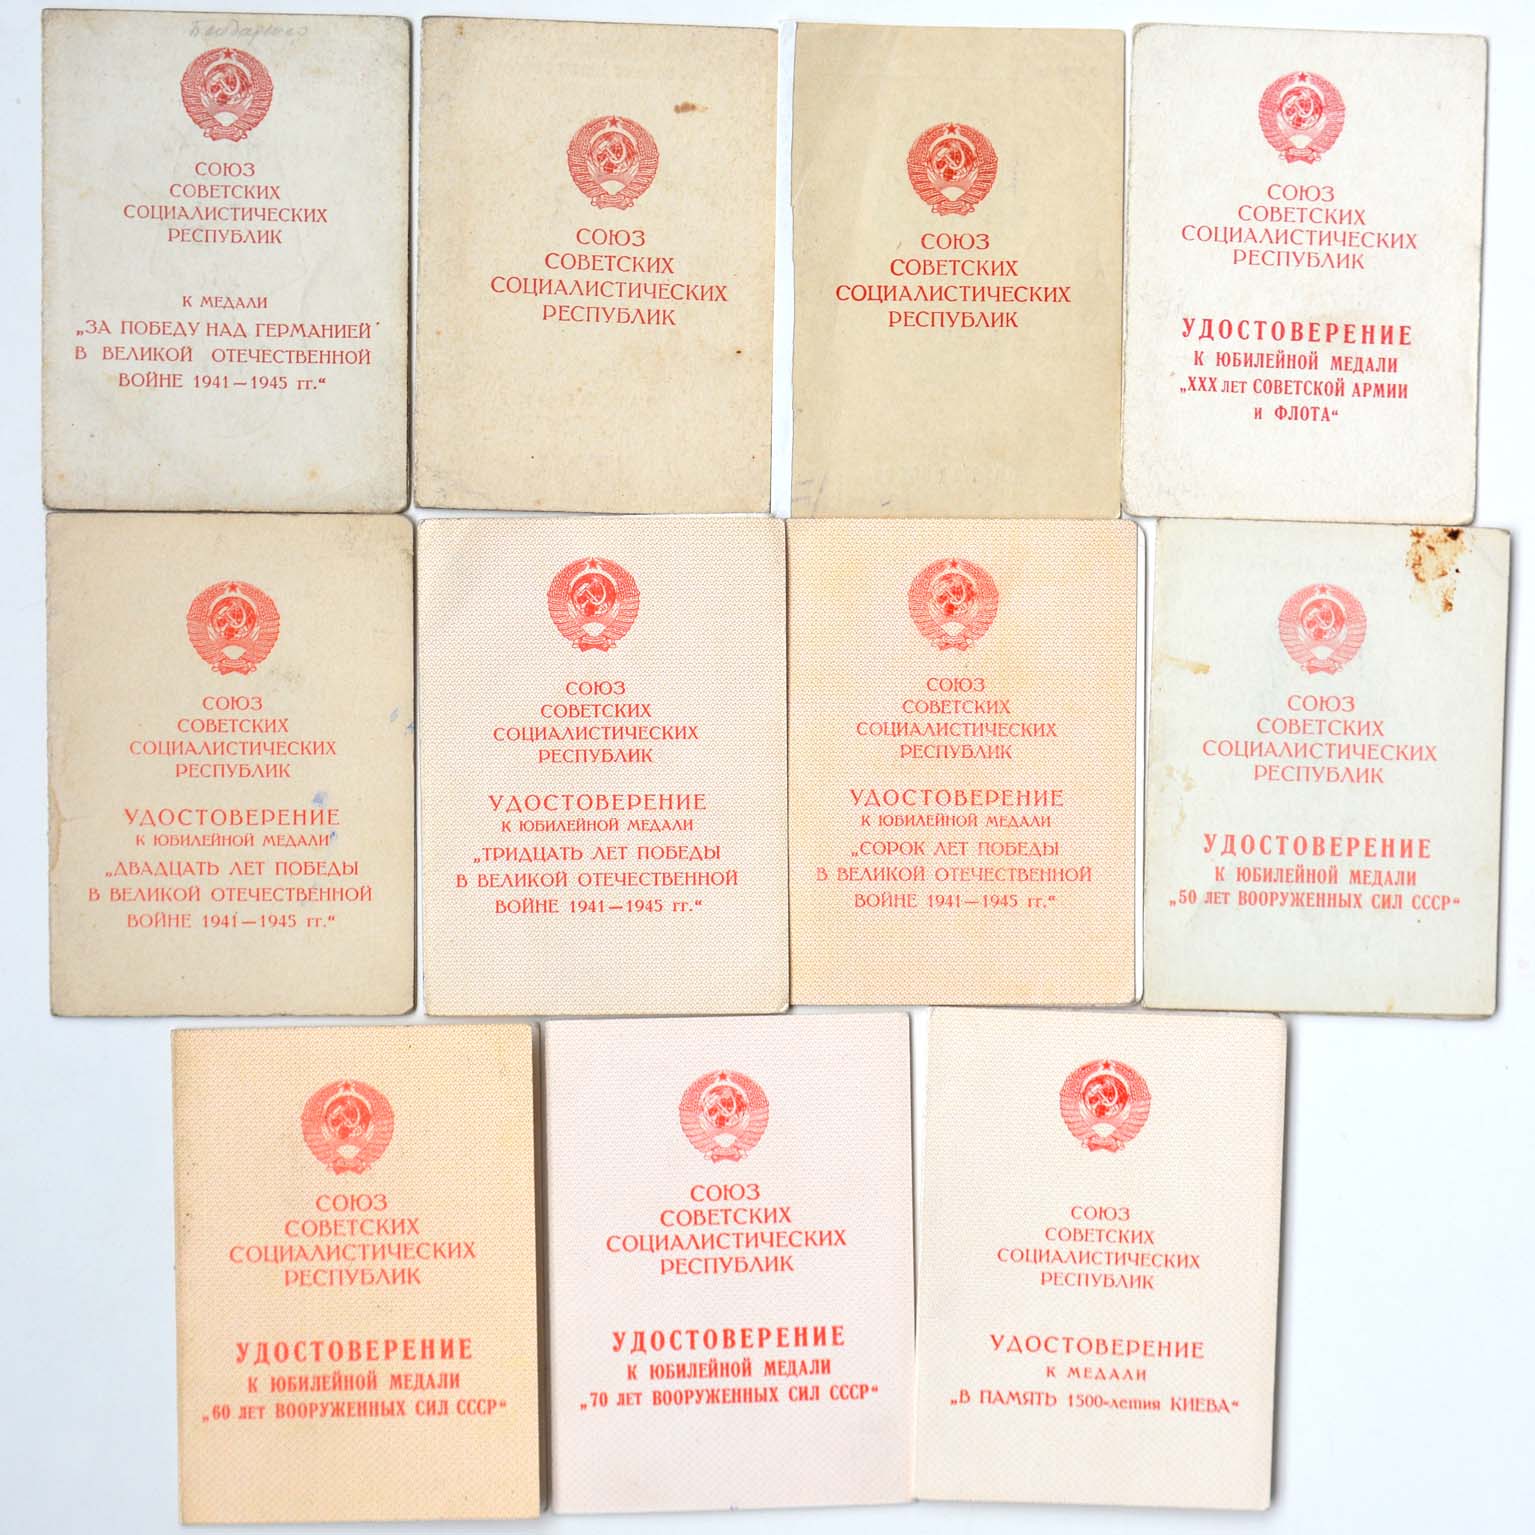 СОЮЗ
СОВЕТСКИХ
СОЦИАЛИСТИЧЕСКИХ
РЕСПУБЛИК
К МЕДАЛИ
„ЗА ПОБЕДУ НАД ГЕРМАНИЕЙ
В ВЕЛИКОЙ ОТЕЧЕСТВЕННОЙ
ВОЙНЕ 1941—1945 гг.“
СОЮЗ
СОВЕТСКИХ
СОЦИАЛИСТИЧЕСКИХ
РЕСПУБЛИК
СОЮЗ
СОВЕТСКИХ
СОЦИАЛИСТИЧЕСКИХ
РЕСПУБЛИК
СОЮЗ
СОВЕТСКИХ
СОЦИАЛИСТИЧЕСКИХ
РЕСПУБЛИК
УДОСТОВЕРЕНИЕ
К ЮБИЛЕЙНОЙ МЕДАЛИ
„XXX ЛЕТ СОВЕТСКОЙ АРМИИ
И ФЛОТА“
СОЮЗ
СОВЕТСКИХ
СОЦИАЛИСТИЧЕСКИХ
РЕСПУБЛИК
УДОСТОВЕРЕНИЕ
К ЮБИЛЕЙНОЙ МЕДАЛИ
„ДВАДЦАТЬ ЛЕТ ПОБЕДЫ
В ВЕЛИКОЙ ОТЕЧЕСТВЕННОЙ
ВОЙНЕ 1941—1945 гг.“
СОЮЗ
СОВЕТСКИХ
СОЦИАЛИСТИЧЕСКИХ
РЕСПУБЛИК
УДОСТОВЕРЕНИЕ
К ЮБИЛЕЙНОЙ МЕДАЛИ
„ТРИДЦАТЬ ЛЕТ ПОБЕДЫ
В ВЕЛИКОЙ ОТЕЧЕСТВЕННОЙ
ВОЙНЕ 1941—1945 гг.“
СОЮЗ
СОВЕТСКИХ
СОЦИАЛИСТИЧЕСКИХ
РЕСПУБЛИК
УДОСТОВЕРЕНИЕ
К ЮБИЛЕЙНОЙ МЕДАЛИ
„СОРОК ЛЕТ ПОБЕДЫ
В ВЕЛИКОЙ ОТЕЧЕСТВЕННОЙ
ВОЙНЕ 1941—1945 гг.“
СОЮЗ
СОВЕТСКИХ
СОЦИАЛИСТИЧЕСКИХ
РЕСПУБЛИК
УДОСТОВЕРЕНИЕ
К ЮБИЛЕЙНОЙ МЕДАЛИ
„50 ЛЕТ ВООРУЖЕННЫХ СИЛ СССР“
СОЮЗ
СОВЕТСКИХ
СОЦИАЛИСТИЧЕСКИХ
РЕСПУБЛИК
УДОСТОВЕРЕНИЕ
К ЮБИЛЕЙНОЙ МЕДАЛИ
„60 ЛЕТ ВООРУЖЕННЫХ СИЛ СССР“
СОЮЗ
СОВЕТСКИХ
СОЦИАЛИСТИЧЕСКИХ
РЕСПУБЛИК
УДОСТОВЕРЕНИЕ
К ЮБИЛЕЙНОЙ МЕДАЛИ
„70 ЛЕТ ВООРУЖЕННЫХ СИЛ СССР“
СОЮЗ
СОВЕТСКИХ
СОЦИАЛИСТИЧЕСКИХ
РЕСПУБЛИК
УДОСТОВЕРЕНИЕ
К МЕДАЛИ
„В ПАМЯТЬ 1500-летия КИЕВА“